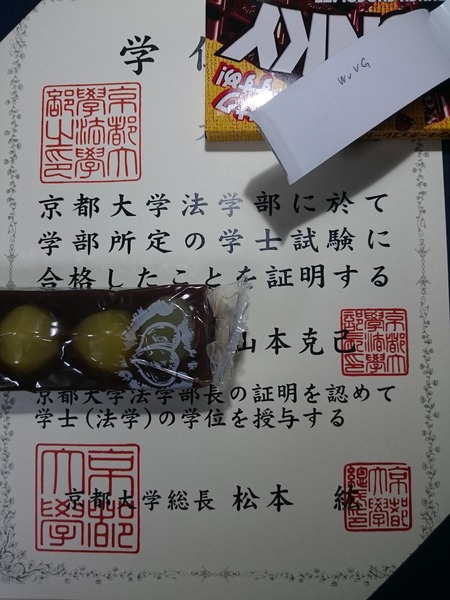 学位
WvVG
京都大学法学部に於て
学部所定の学士試験に
合格したことを証明する
山本克己
京都大学法学部長の証明を認めて
学士(法学)の学位を授与する
京都大学総長 松本 紘